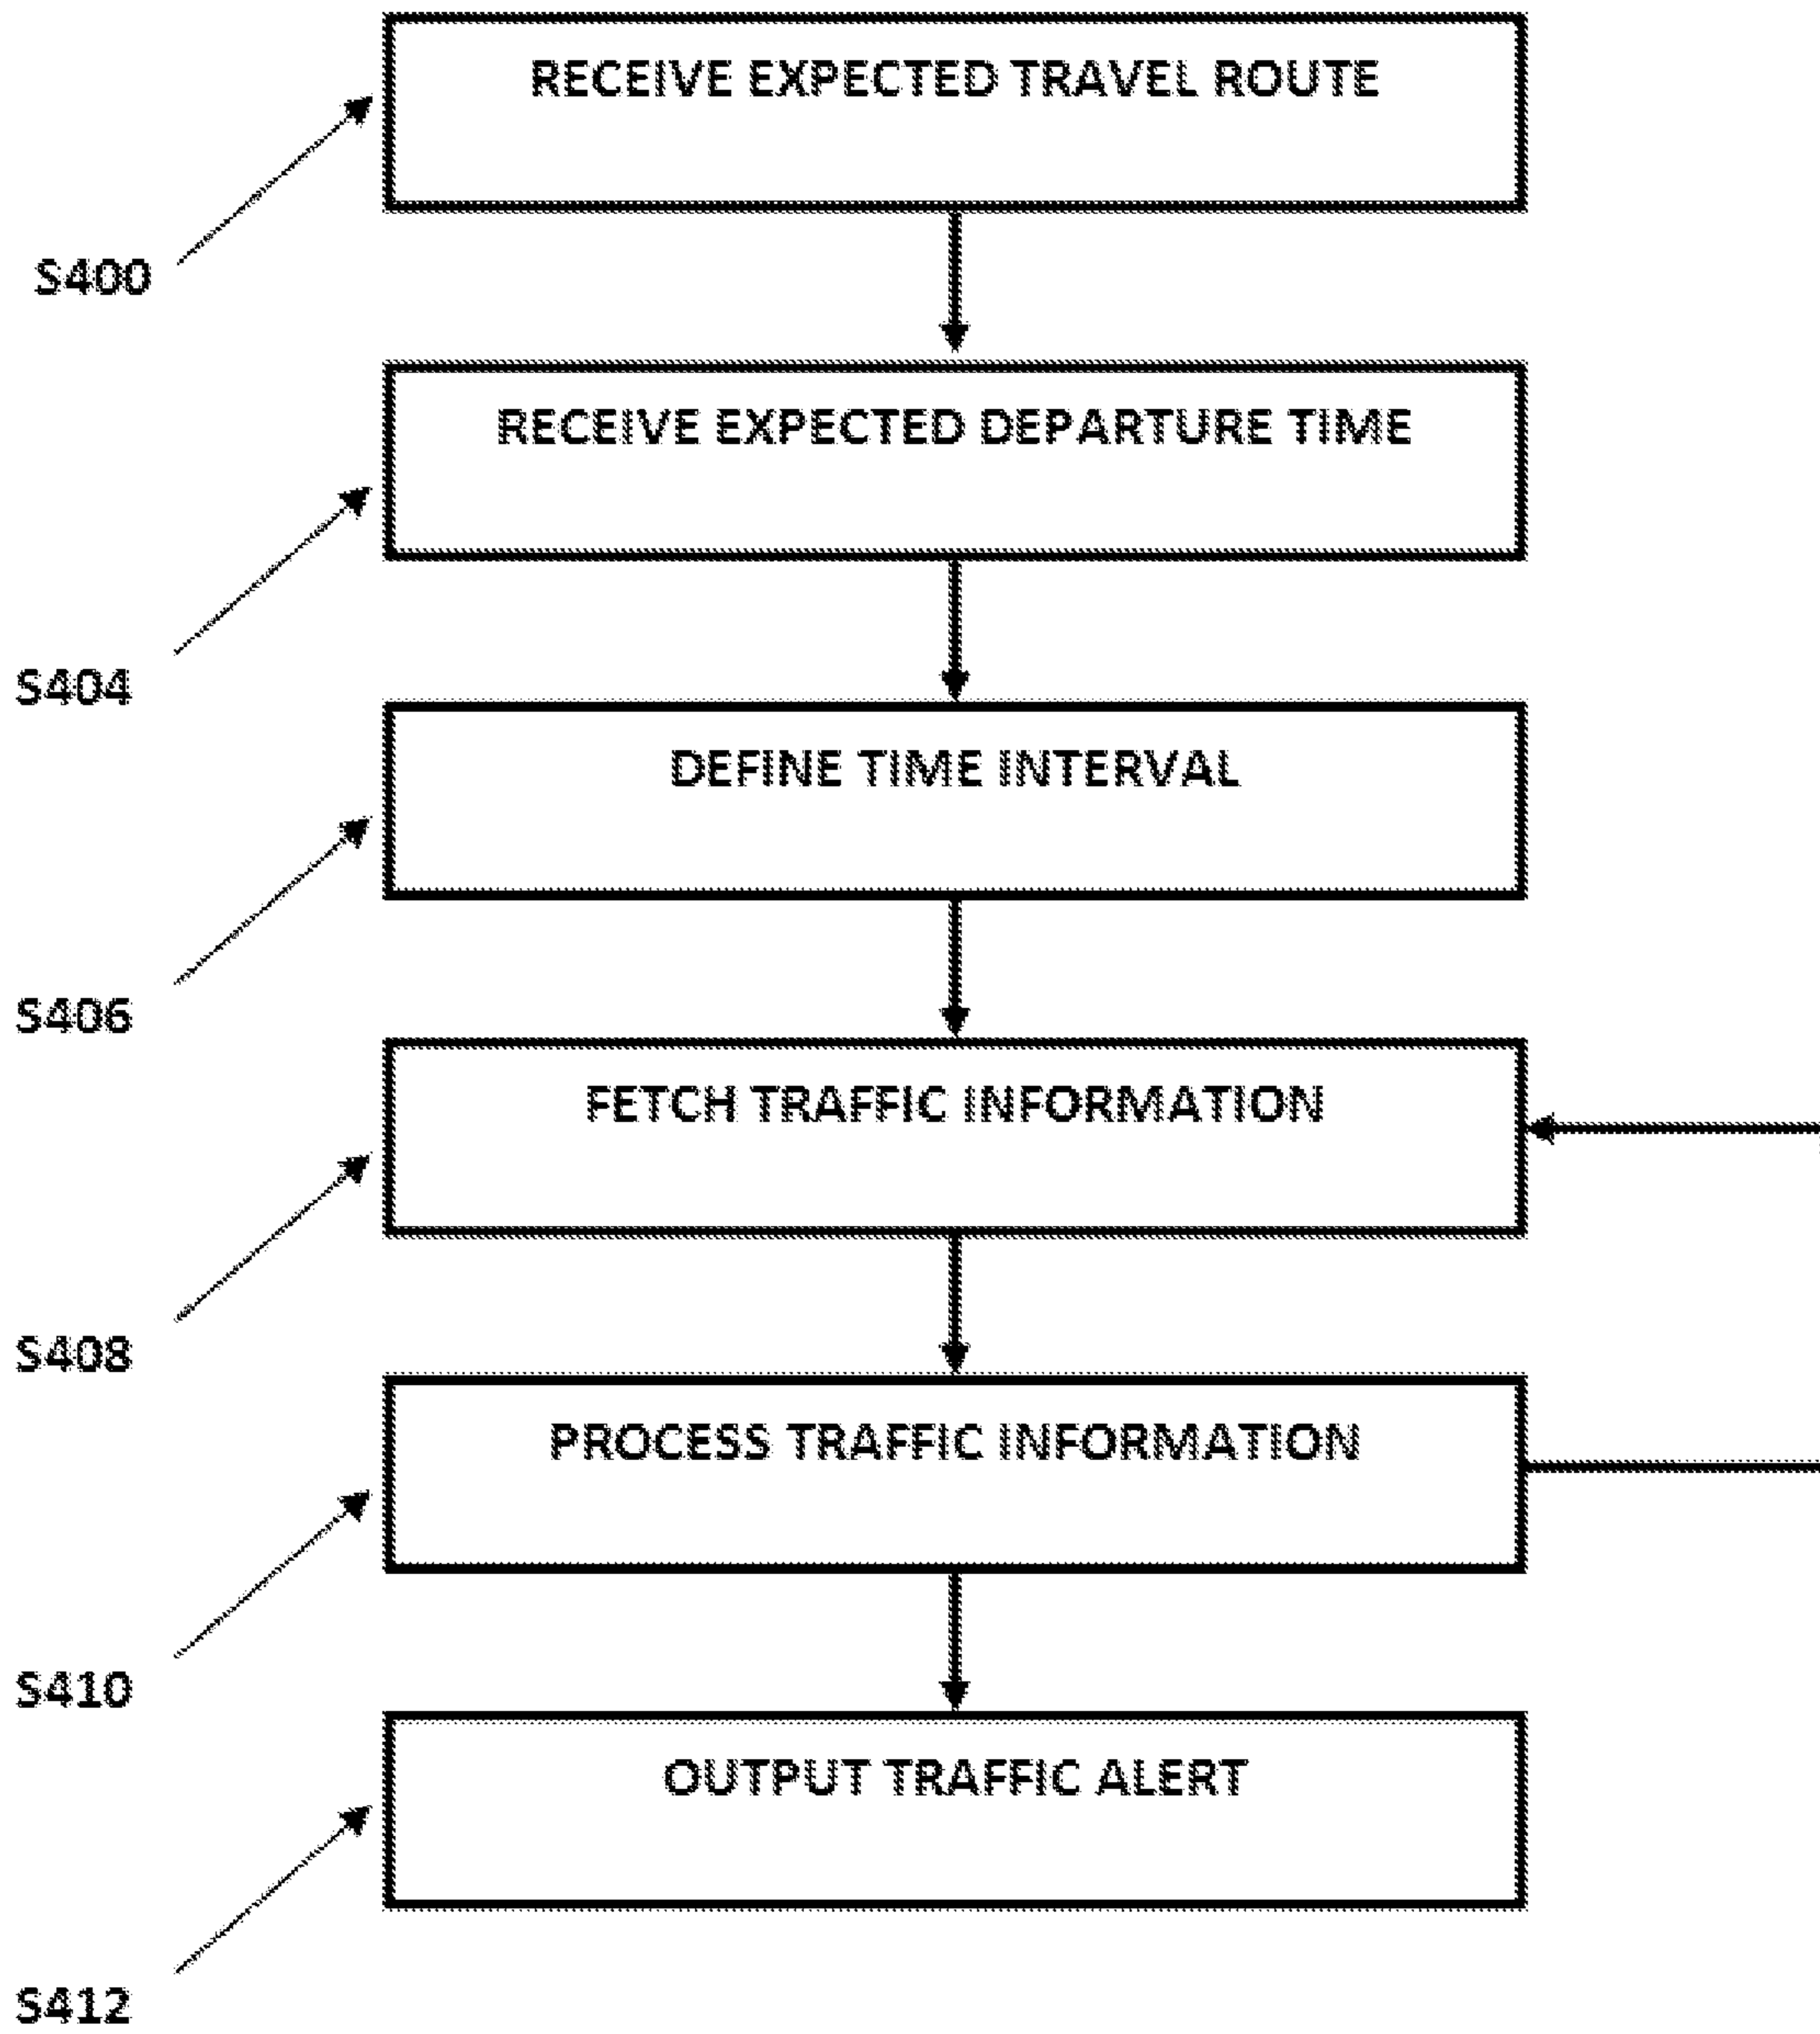 RECEIVE EXPECTED TRAVEL ROUTE
S400
RECEIVE EXPECTED DEPARTURE TIME
S404
DEFINE TIME INTERVAL
S406
FETCH TRAFFIC INFORMATION
S408
PROCESS TRAFFIC INFORMATION
S410
OUTPUT TRAFFIC ALERT
S412